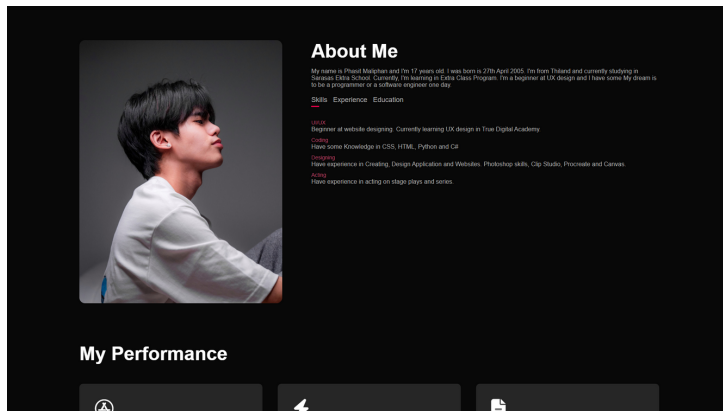 About Me
My name is Phasit Maliphan and I'm 17 years old. I was born is 27th April 2005. I'm from Thiland and currently studying in
Sarasas Ektra School. Currently, I'm learning in Extra Class Program. I'm a beginner at UX design and I have some My dream is
to be a programmer or a software engineer one day.
Skills Experience Education
UI/UX
Beginner at website designing. Currently learning UX design in True Digital Academy
Coding
Have some Knowledge in CSS, HTML, Python and C#
Designing
Have experience in Creating, Design Application and Websites. Photoshop skills, Clip Studio, Procreate and Canvas.
Acting
Have experience in acting on stage plays and series.
My Performance